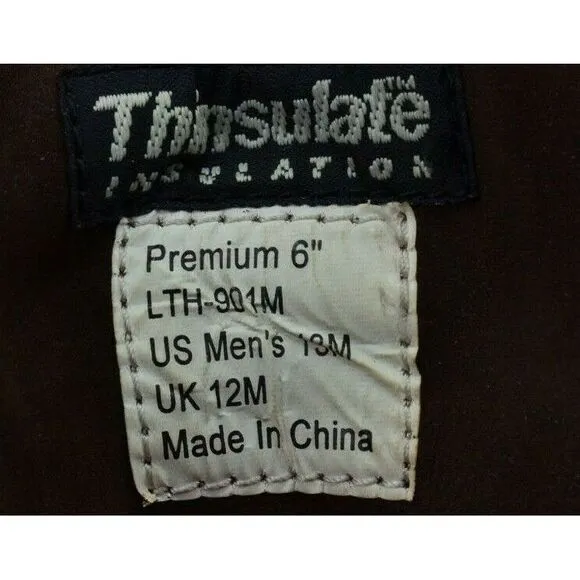 Thinsulate™
INSULATION
Premium 6"
LTH-901M
US Men's 13M
UK 12M
Made In China